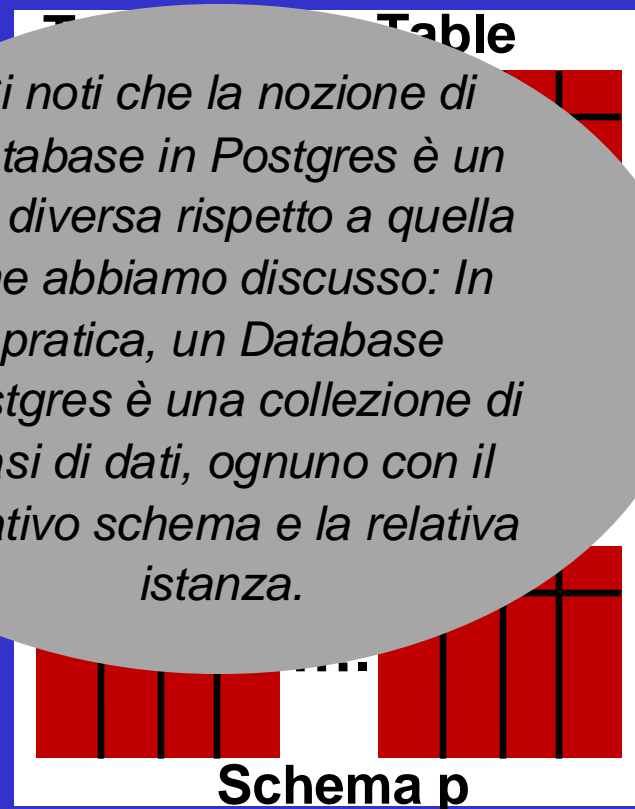 Table
noti che la nozione di
tabase in Postgres è un
diversa rispetto a quella
e abbiamo discusso: In
pratica, un Database
stgres è una collezione di
asi di dati, ognuno con il
ativo schema e la relativa
istanza.
Schema p